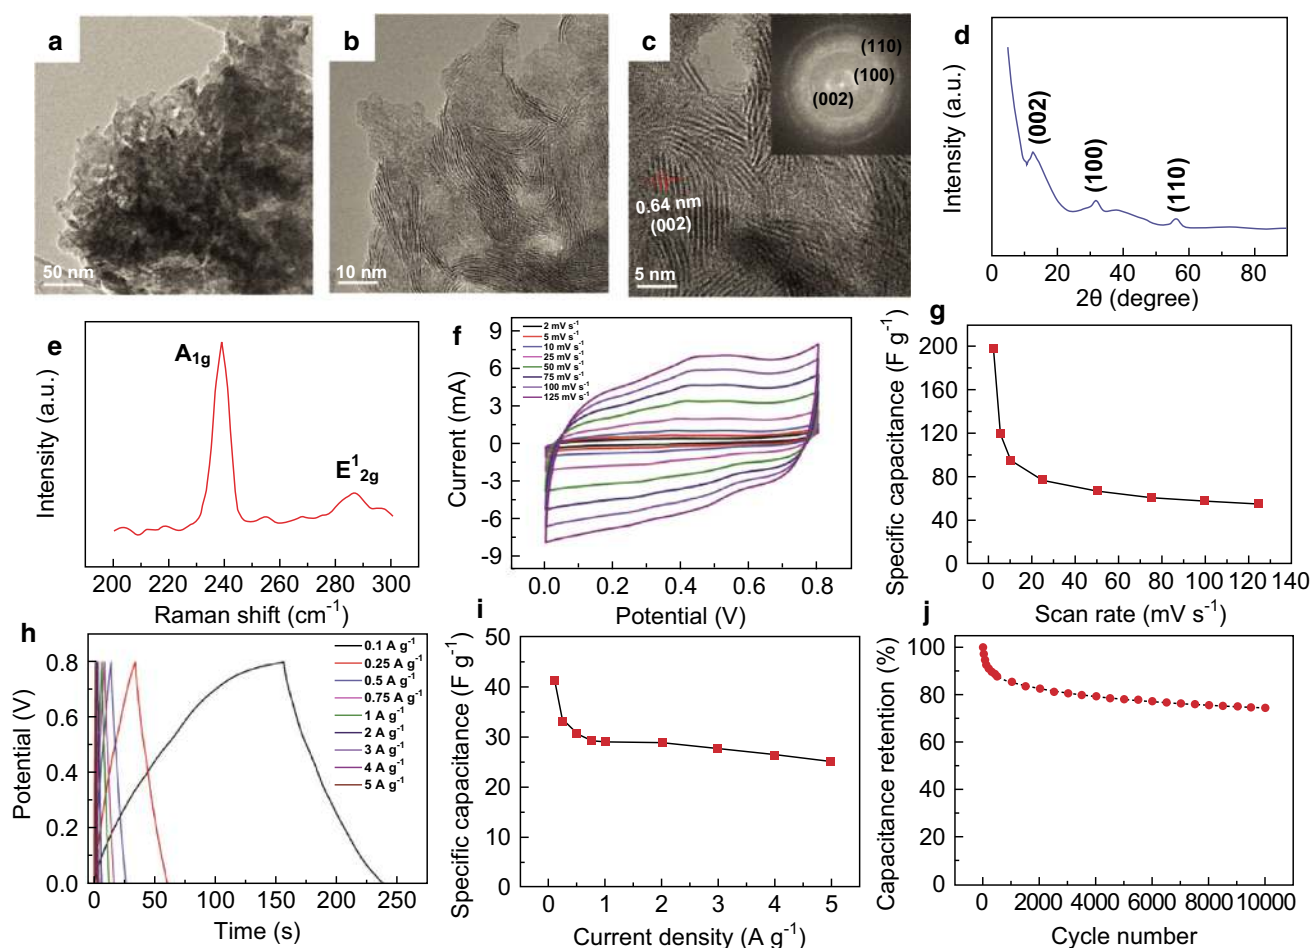 a
50 nm
b
10 nm
c
(110)
(100)
(002)
0.64 nm
(002)
5 nm
d
Intensity (a.u.)
(002)
(100)
(110)
0 20 40 60 80
2θ (degree)
e
Intensity (a.u.)
A1g
E¹2g
200 220 240 260 280 300
Raman shift (cm⁻¹)
f
Current (mA)
9
6
3
0
-3
-6
-9
2 mV s⁻¹
5 mV s⁻¹
10 mV s⁻¹
25 mV s⁻¹
50 mV s⁻¹
75 mV s⁻¹
100 mV s⁻¹
125 mV s⁻¹
0.0 0.2 0.4 0.6 0.8
Potential (V)
g
Specific capacitance (F g⁻¹)
200
160
120
80
40
0
0 20 40 60 80 100 120 140
Scan rate (mV s⁻¹)
h
Potential (V)
0.8
0.6
0.4
0.2
0.0
0.1 A g⁻¹
0.25 A g⁻¹
0.5 A g⁻¹
0.75 A g⁻¹
1 A g⁻¹
2 A g⁻¹
3 A g⁻¹
4 A g⁻¹
5 A g⁻¹
0 50 100 150 200 250
Time (s)
i
Specific capacitance (F g⁻¹)
50
40
30
20
10
0
0 1 2 3 4 5
Current density (A g⁻¹)
j
Capacitance retention (%)
100
80
60
40
20
0
0 2000 4000 6000 8000 10000
Cycle number